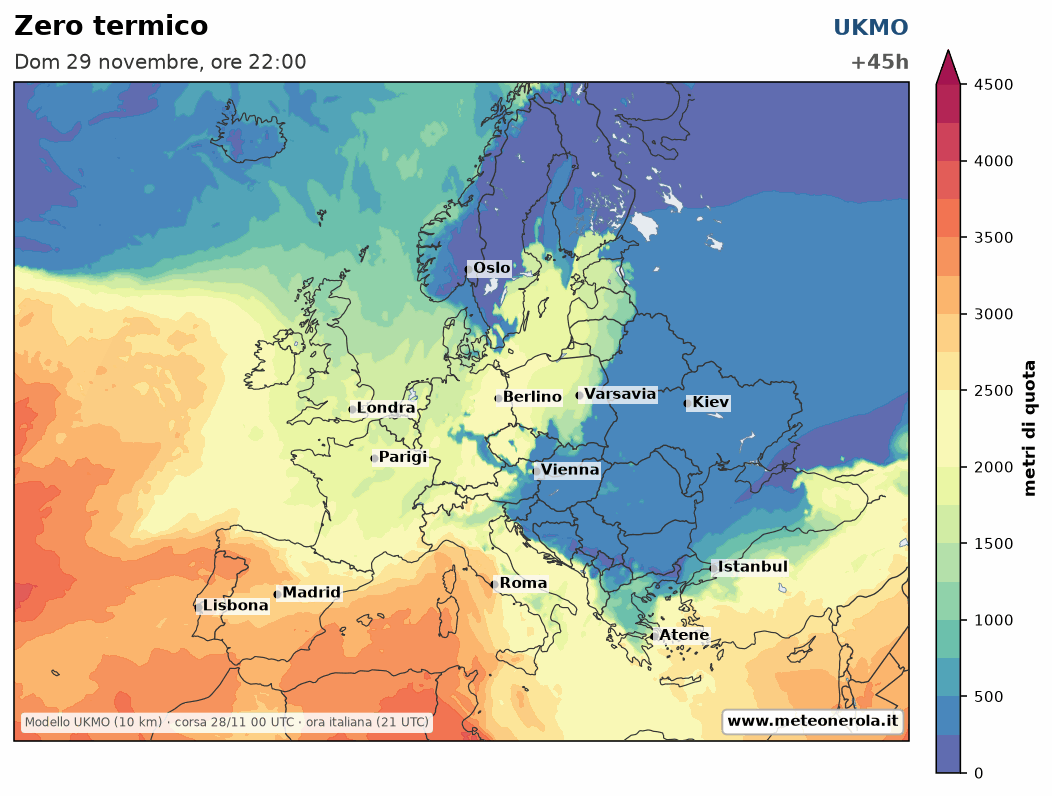 Zero termico
UKMO
Dom 29 novembre, ore 22:00
+45h
4500
4000
3500
3000
2500
2000
1500
1000
500
0
metri di quota
Oslo
Berlino
Varsavia
Kiev
Londra
Parigi
Vienna
Istanbul
Roma
Madrid
Lisbona
Atene
Modello UKMO (10 km) · corsa 28/11 00 UTC · ora italiana (21 UTC)
www.meteonerola.it